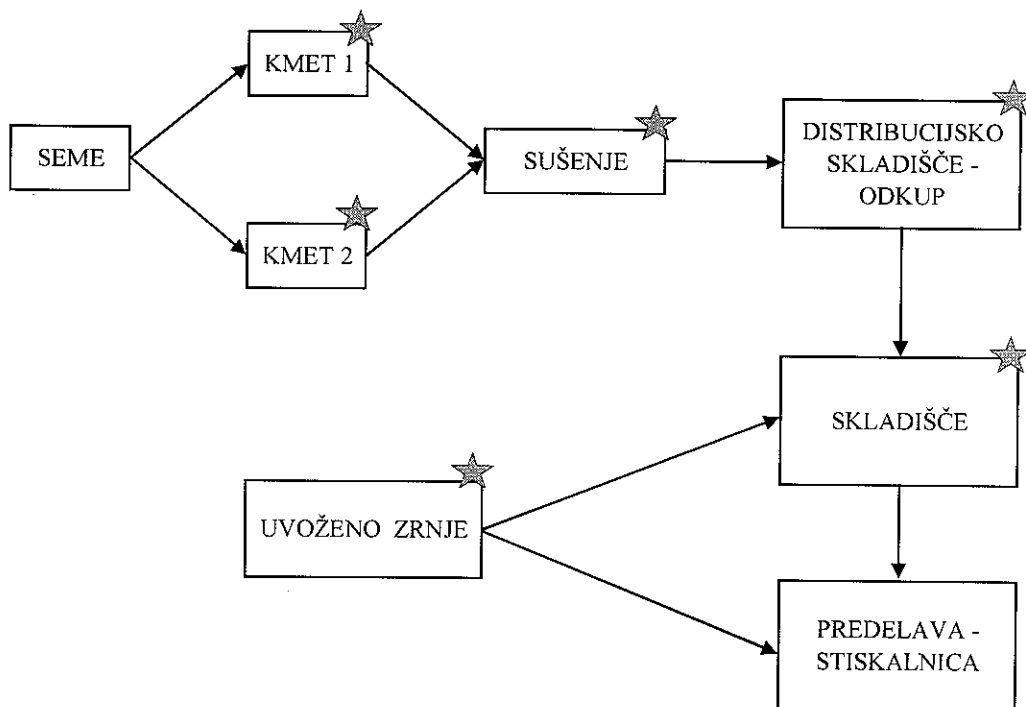 KMET 1
SEME
SUŠENJE
DISTRIBUCIJSKO
SKLADIŠČE -
ODKUP
KMET 2
SKLADIŠČE
UVOŽENO ZRNJE
PREDELAVA -
STISKALNICA